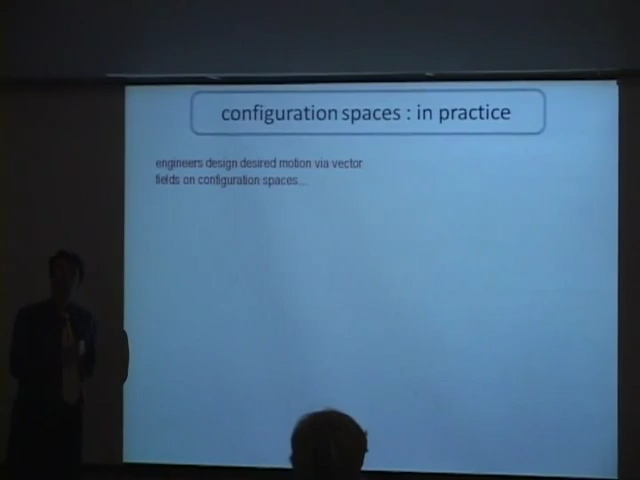 configuration spaces : in practice
engineers design desired motion via vector
fields on configuration spaces...